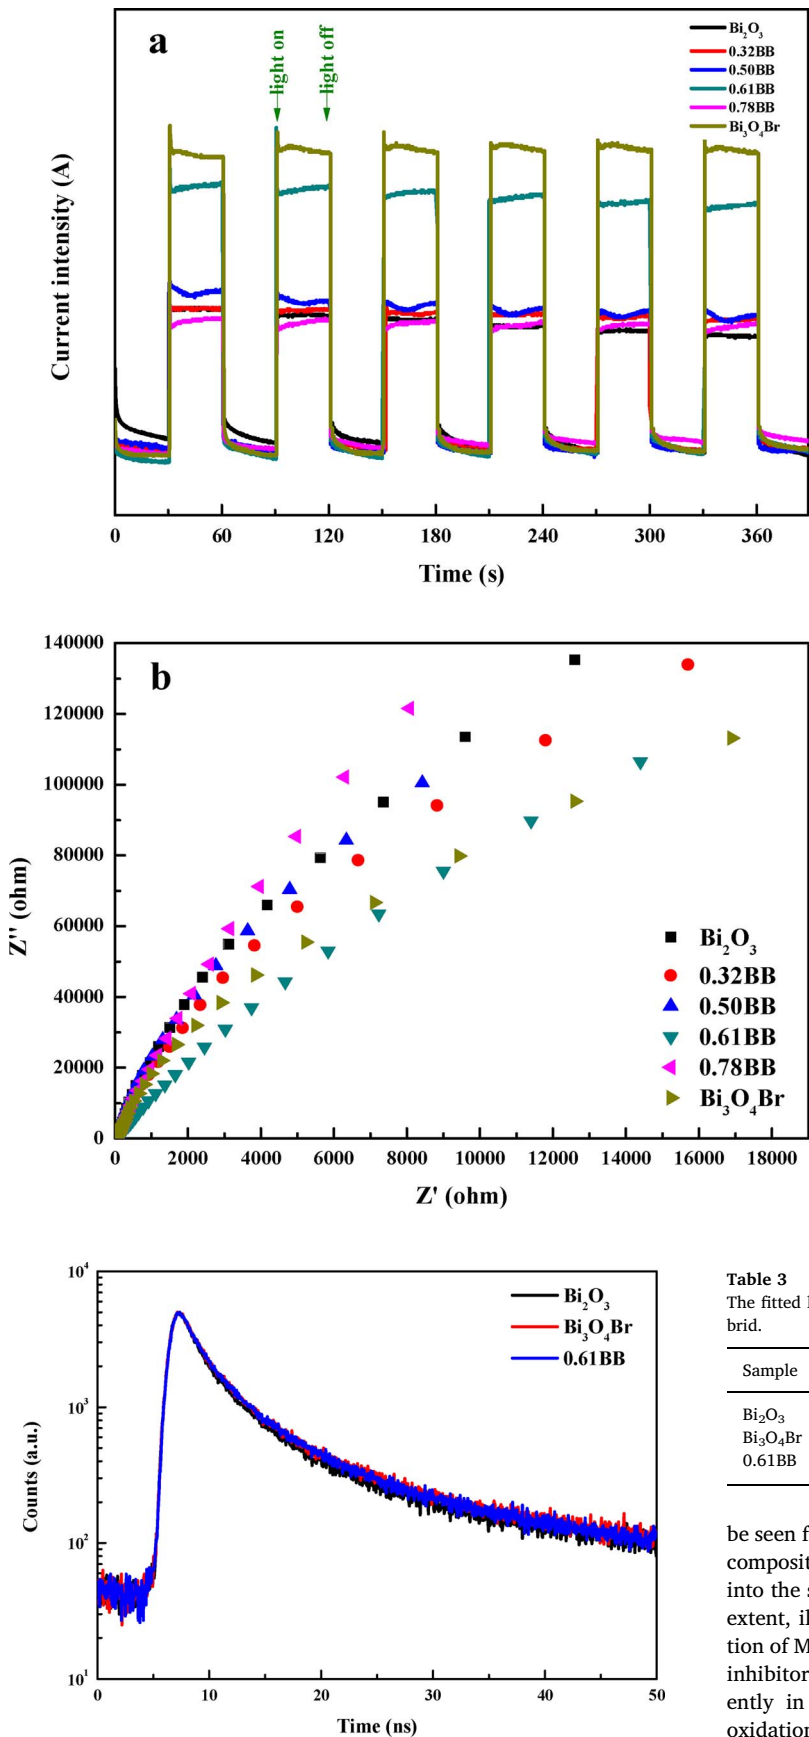 a
light on
light off
Bi2O3
0.32BB
0.50BB
0.61BB
0.78BB
Bi3O4Br
Current intensity (A)
0 60 120 180 240 300 360
Time (s)
b
140000
120000
100000
80000
60000
40000
20000
0
Z'' (ohm)
Bi2O3
0.32BB
0.50BB
0.61BB
0.78BB
Bi3O4Br
0 2000 4000 6000 8000 10000 12000 14000 16000 18000
Z' (ohm)
10^4
10^3
10^2
10^1
Counts (a.u.)
Bi2O3
Bi3O4Br
0.61BB
0 10 20 30 40 50
Time (ns)
Table 3
The fitted
brid.
Sample
Bi2O3
Bi3O4Br
0.61BB
be seen
composit
into the
extent,
tion of
inhibitor
ently in
oxidation